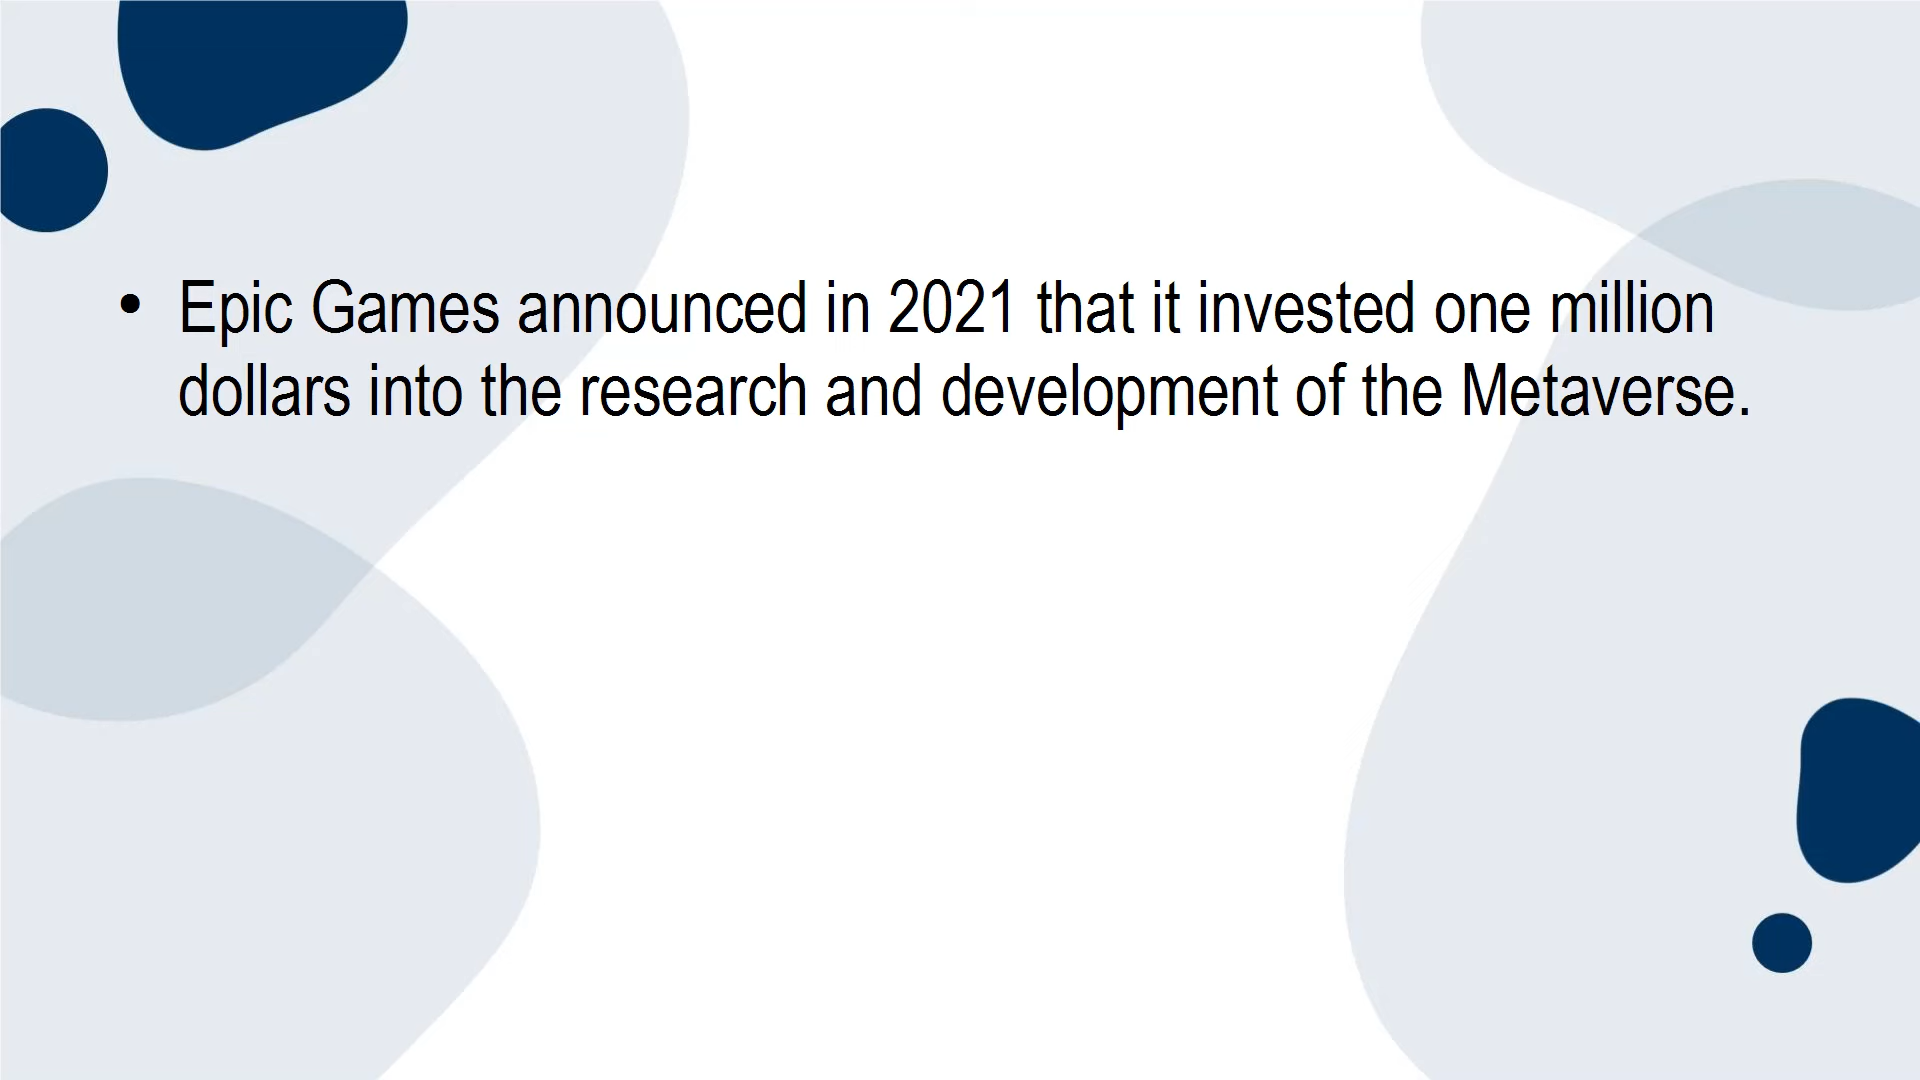 • Epic Games announced in 2021 that it invested one million
dollars into the research and development of the Metaverse.